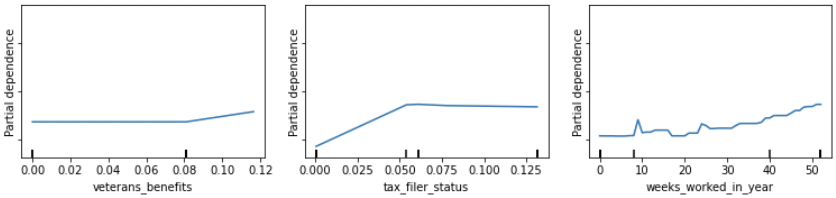 Partial dependence
0.00 0.02 0.04 0.06 0.08 0.10 0.12
veterans_benefits
Partial dependence
0.000 0.025 0.050 0.075 0.100 0.125
tax_filer_status
Partial dependence
0 10 20 30 40 50
weeks_worked_in_year